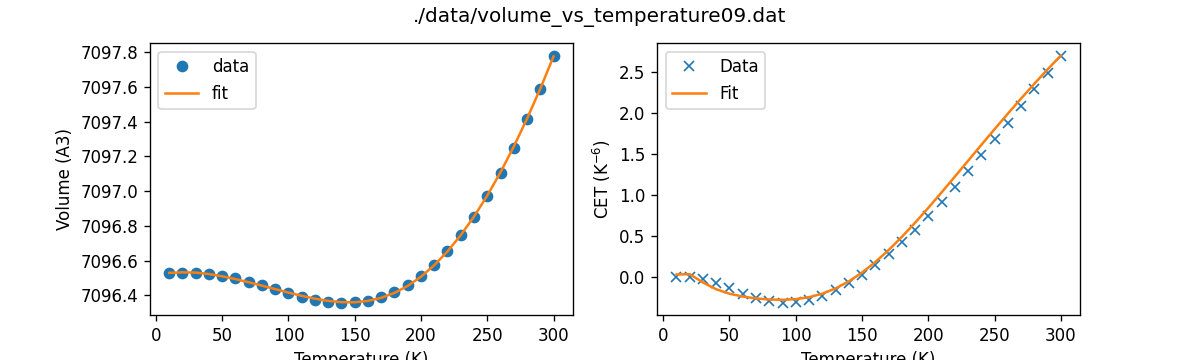 ./data/volume_vs_temperature09.dat
7097.8
7097.6
7097.4
7097.2
7097.0
7096.8
7096.6
7096.4
Volume (A3)
data
fit
0 50 100 150 200 250 300
Temperature (K)
2.5
2.0
1.5
1.0
0.5
0.0
CET (K⁻⁶)
Data
Fit
0 50 100 150 200 250 300
Temperature (K)